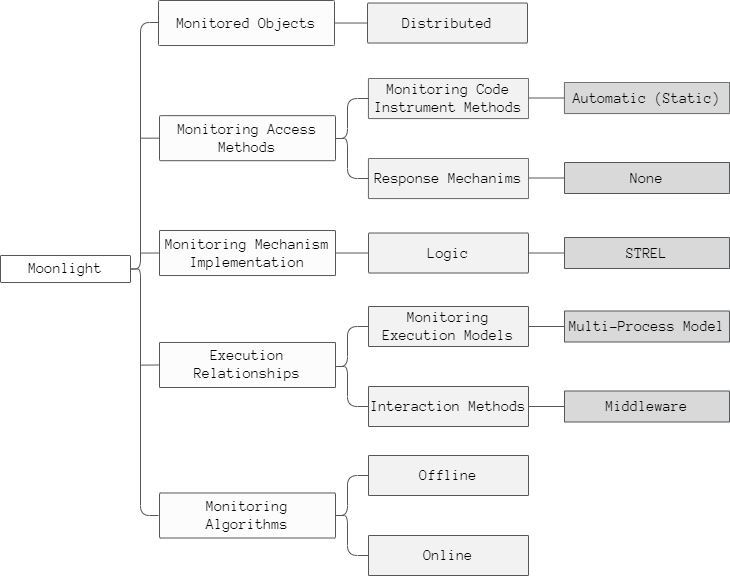 Monitored Objects
Distributed
Monitoring Code
Instrument Methods
Automatic (Static)
Monitoring Access
Methods
Response Mechanims
None
Monitoring Mechanism
Implementation
Logic
STREL
Moonlight
Monitoring
Execution Models
Multi-Process Model
Execution
Relationships
Interaction Methods
Middleware
Offline
Monitoring
Algorithms
Online